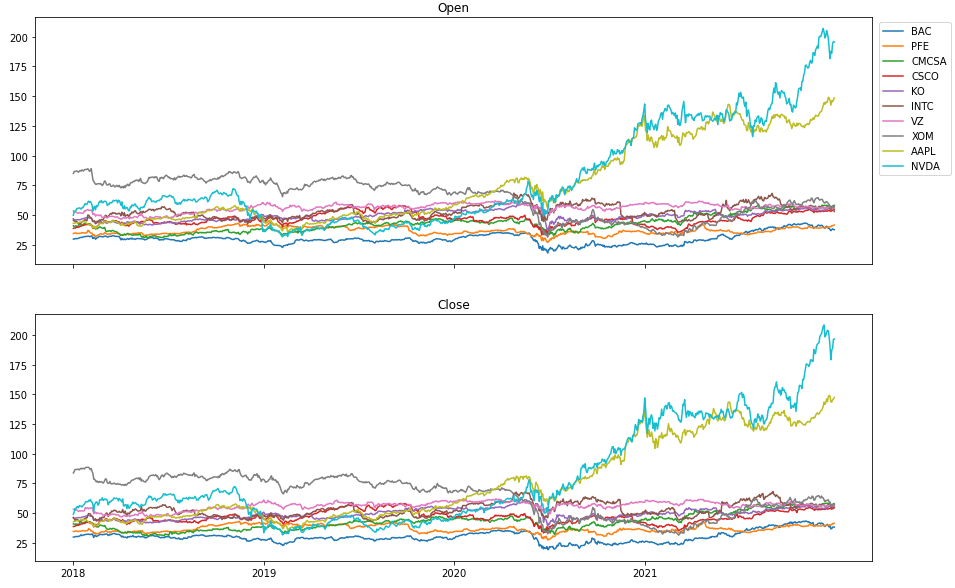 Open
200
175
150
125
100
75
50
25
BAC
PFE
CMCSA
CSCO
KO
INTC
VZ
XOM
AAPL
NVDA
Close
200
175
150
125
100
75
50
25
2018 2019 2020 2021